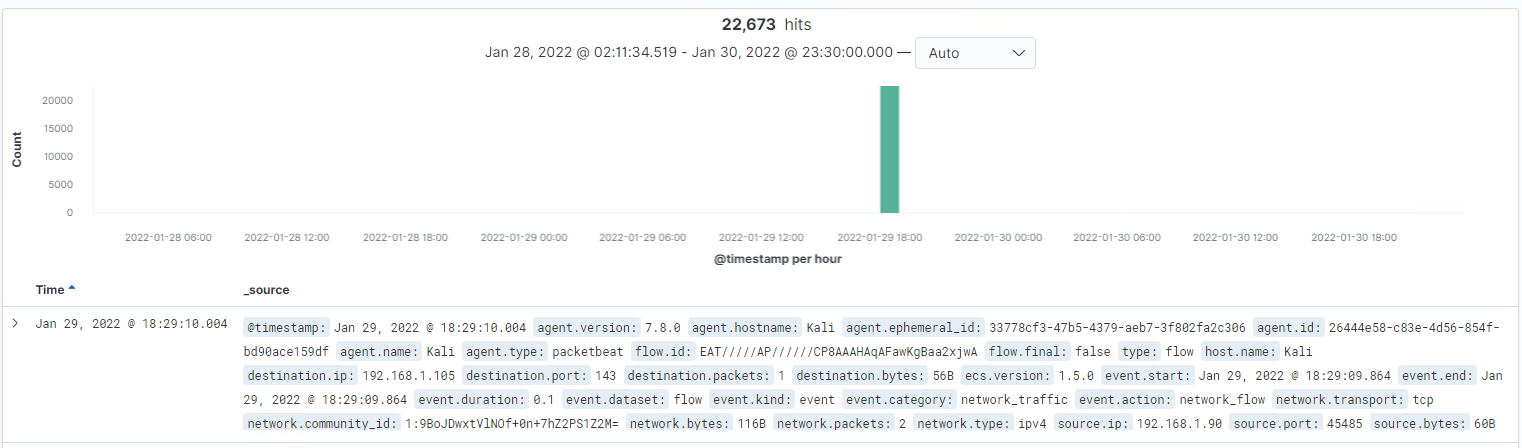 22,673 hits
Jan 28, 2022 @ 02:11:34.519 - Jan 30, 2022 @ 23:30:00.000 — Auto
20000
15000
10000
5000
0
Count
2022-01-28 06:00 2022-01-28 12:00 2022-01-28 18:00 2022-01-29 00:00 2022-01-29 06:00 2022-01-29 12:00 2022-01-29 18:00 2022-01-30 00:00 2022-01-30 06:00 2022-01-30 12:00 2022-01-30 18:00
@timestamp per hour
Time _source
Jan 29, 2022 @ 18:29:10.004 @timestamp: Jan 29, 2022 @ 18:29:10.004 agent.version: 7.8.0 agent.hostname: Kali agent.ephemeral_id: 33778cf3-47b5-4379-aeb7-3f802fa2c306 agent.id: 26444e58-c83e-4d56-854f-
bd90ace159df agent.name: Kali agent.type: packetbeat flow.id: EAT/////AP//////CP8AAAHAqAFawKgBaa2xjwA flow.final: false type: flow host.name: Kali
destination.ip: 192.168.1.105 destination.port: 143 destination.packets: 1 destination.bytes: 56B ecs.version: 1.5.0 event.start: Jan 29, 2022 @ 18:29:09.864 event.end: Jan
29, 2022 @ 18:29:09.864 event.duration: 0.1 event.dataset: flow event.kind: event event.category: network_traffic event.action: network_flow network.transport: tcp
network.community_id: 1:9BoJDwxtVlNOf+0n+7hZ2PS1Z2M= network.bytes: 116B network.packets: 2 network.type: ipv4 source.ip: 192.168.1.90 source.port: 45485 source.bytes: 60B